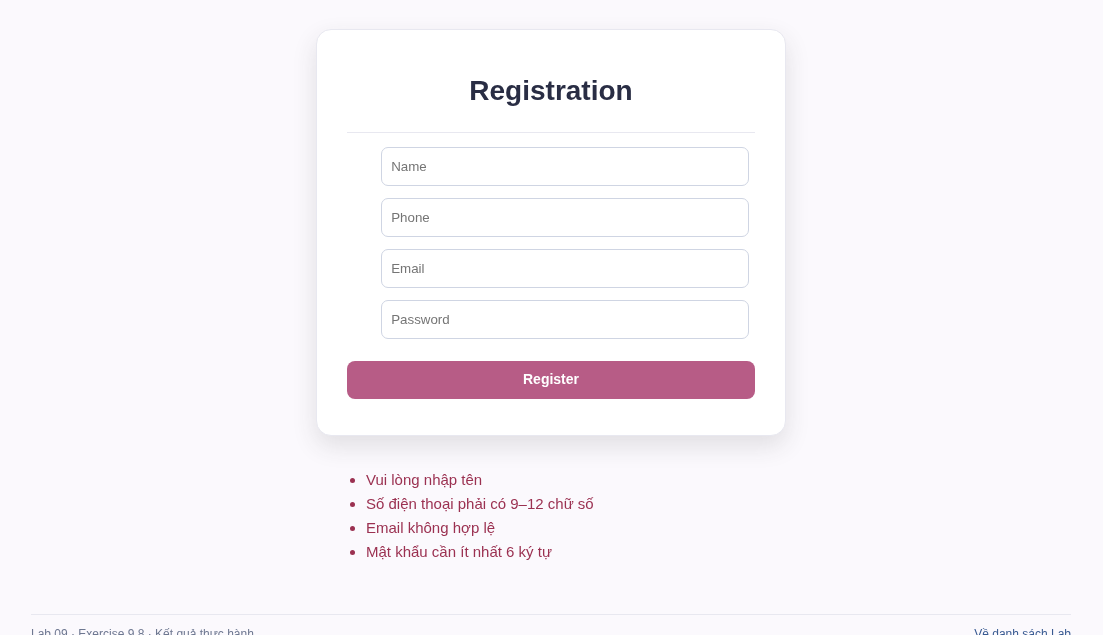 Registration
Name
Phone
Email
Password
Register
Vui lòng nhập tên
Số điện thoại phải có 9–12 chữ số
Email không hợp lệ
Mật khẩu cần ít nhất 6 ký tự
Lab 09 · Exercise 9.8 · Kết quả thực hành
Về danh sách Lab